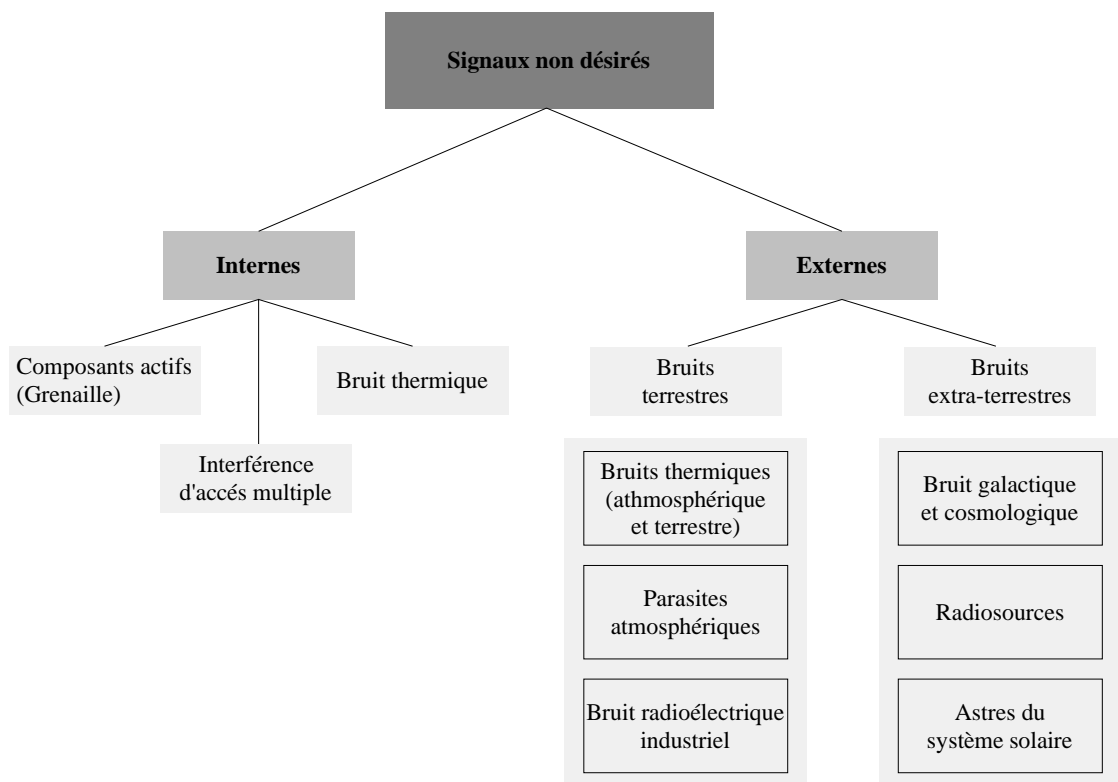 Signaux non désirés
Internes
Externes
Composants actifs
(Grenaille)
Bruit thermique
Interférence
d'accés multiple
Bruits
terrestres
Bruits
extra-terrestres
Bruits thermiques
(athmosphérique
et terrestre)
Bruit galactique
et cosmologique
Parasites
atmosphériques
Radiosources
Bruit radioélectrique
industriel
Astres du
système solaire